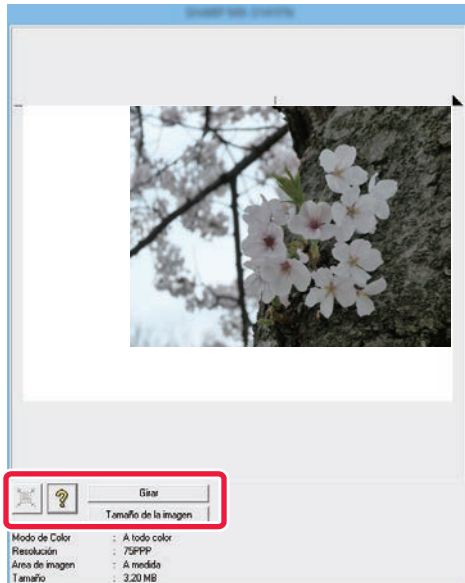 Girar
Tamaño de la imagen
Modo de Color : A todo color
Resolución : 75PPP
Area de imagen : A medida
Tamaño : 3.20 MB